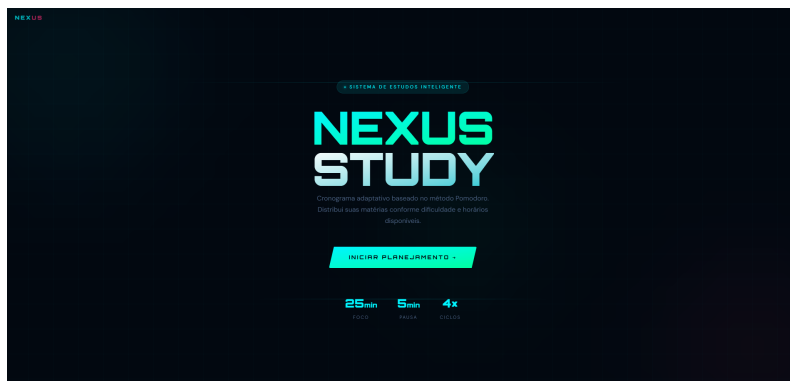 NEXUS
SISTEMA DE ESTUDOS INTELIGENTE
NEXUS
STUDY
Cronograma adaptativo baseado no método Pomodoro.
Distribui suas matérias conforme dificuldade e horários
disponíveis.
INICIAR PLANEJAMENTO →
25min 5min 4x
FOCO PAUSA CICLOS